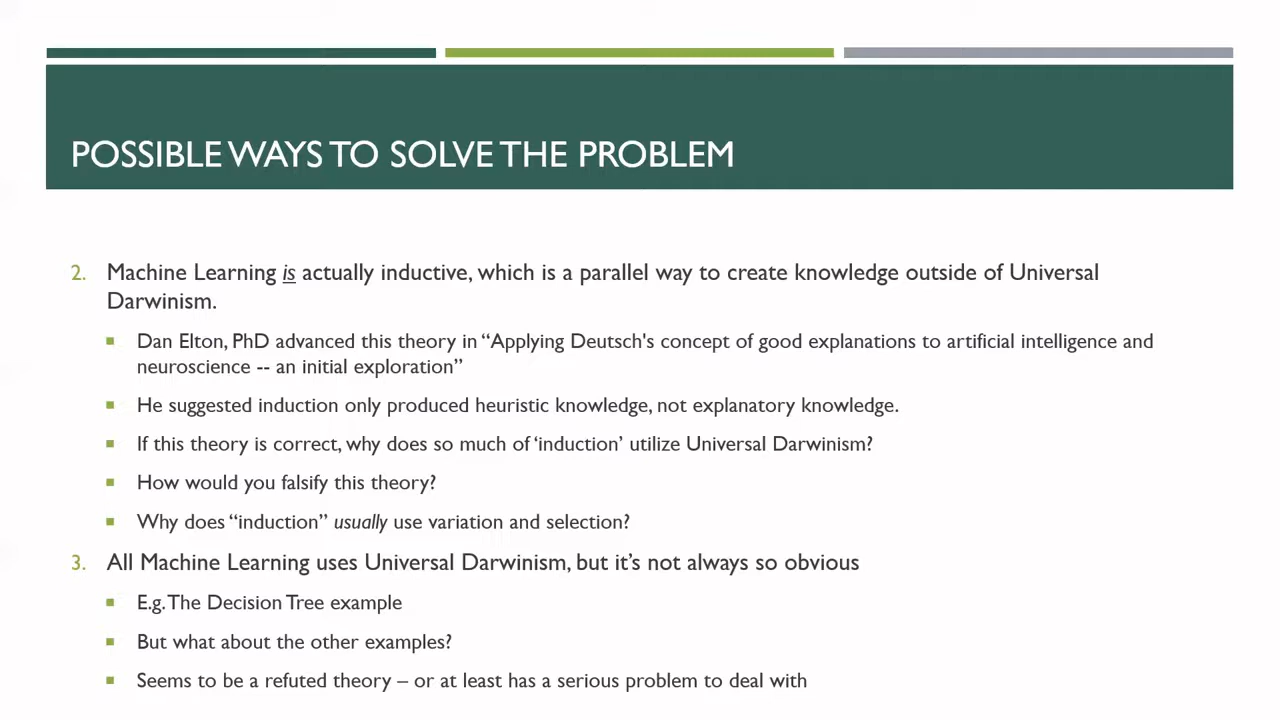 POSSIBLE WAYS TO SOLVE THE PROBLEM
2. Machine Learning is actually inductive, which is a parallel way to create knowledge outside of Universal
Darwinism.
▪ Dan Elton, PhD advanced this theory in “Applying Deutsch's concept of good explanations to artificial intelligence and
neuroscience -- an initial exploration”
▪ He suggested induction only produced heuristic knowledge, not explanatory knowledge.
▪ If this theory is correct, why does so much of ‘induction’ utilize Universal Darwinism?
▪ How would you falsify this theory?
▪ Why does “induction” usually use variation and selection?
3. All Machine Learning uses Universal Darwinism, but it’s not always so obvious
▪ E.g. The Decision Tree example
▪ But what about the other examples?
▪ Seems to be a refuted theory – or at least has a serious problem to deal with